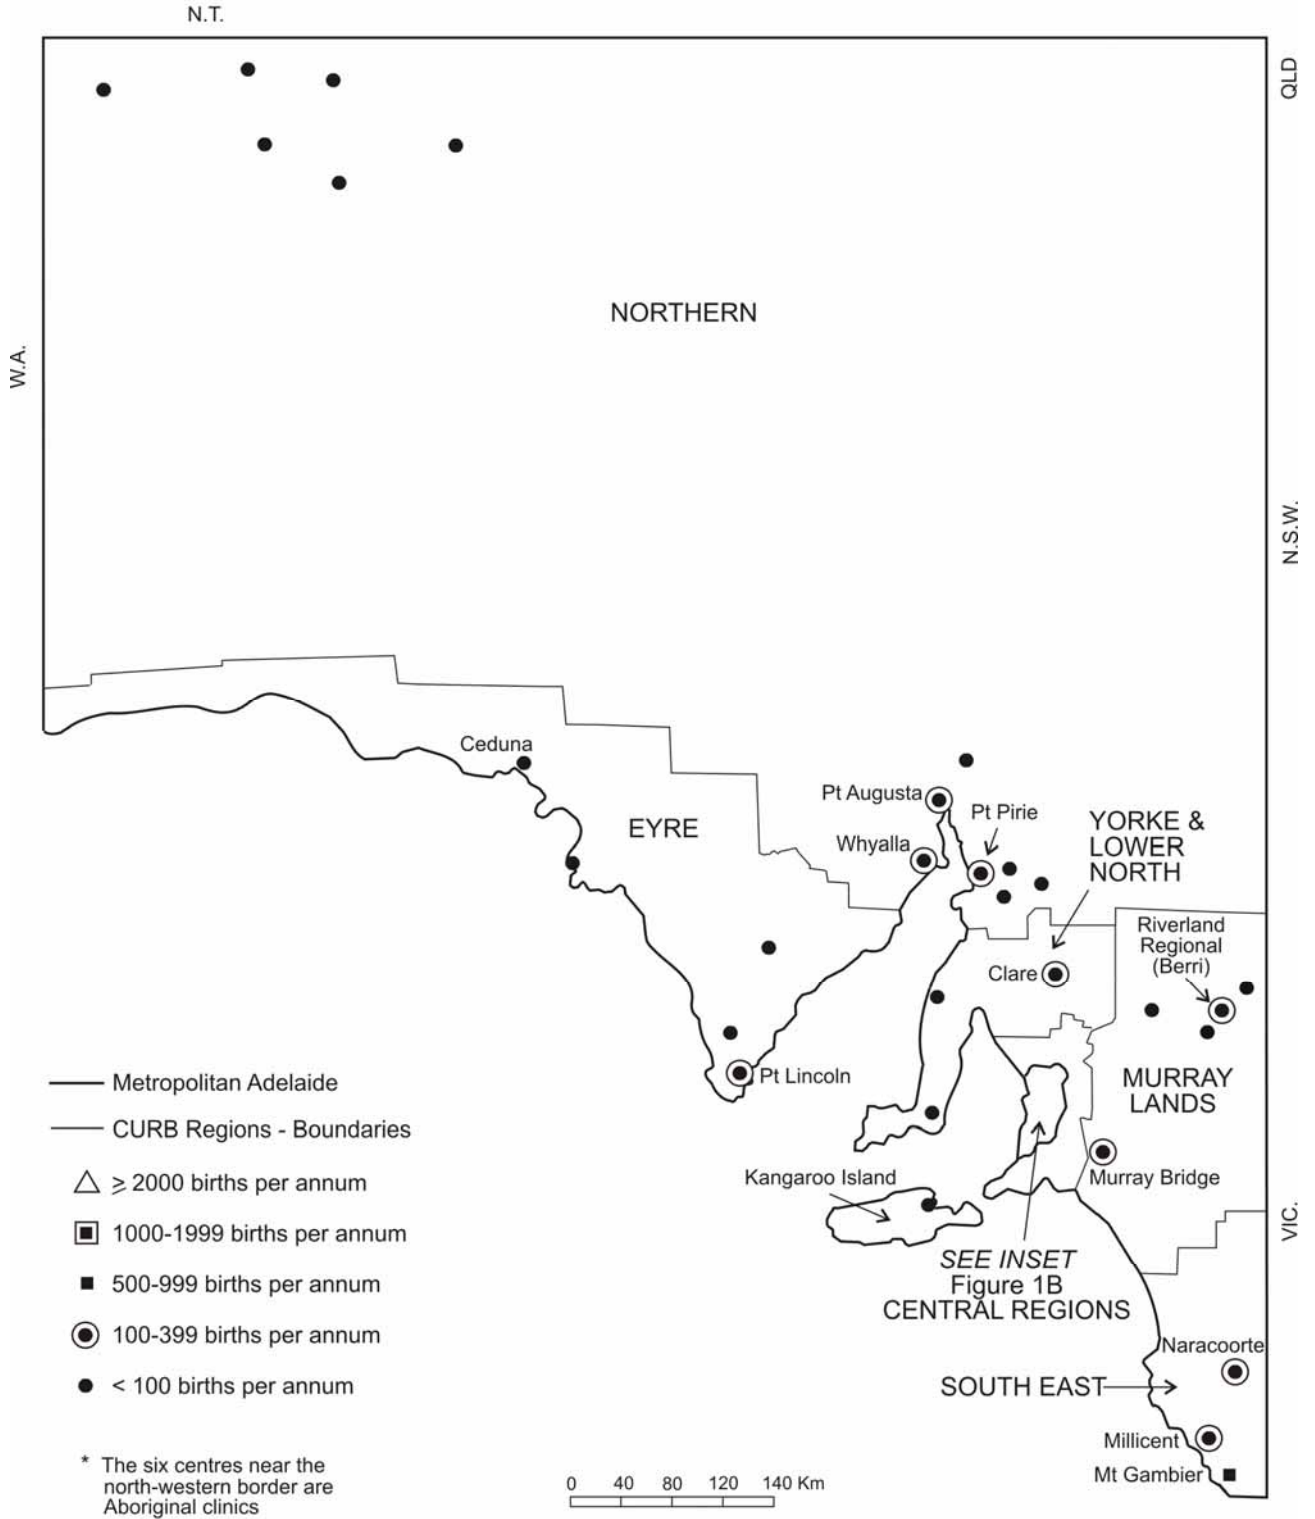 N.T.
QLD
NORTHERN
W.A.
N.S.W.
Ceduna
Pt Augusta
Pt Pirie
EYRE
Whyalla
YORKE &
LOWER
NORTH
Riverland
Regional
(Berri)
Clare
Pt Lincoln
MURRAY
LANDS
Kangaroo Island
Murray Bridge
VIC.
SEE INSET
Figure 1B
CENTRAL REGIONS
Naracoorte
SOUTH EAST
Millicent
Mt Gambier
Metropolitan Adelaide
CURB Regions - Boundaries
≥ 2000 births per annum
1000-1999 births per annum
500-999 births per annum
100-399 births per annum
< 100 births per annum
* The six centres near the
north-western border are
Aboriginal clinics
0 40 80 120 140 Km